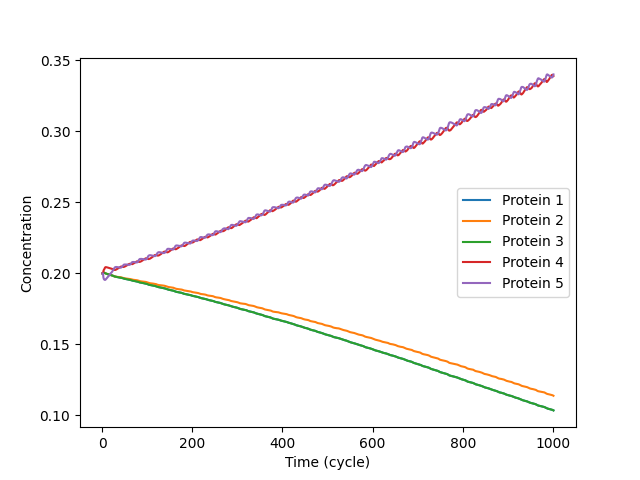 0.35
0.30
0.25
0.20
0.15
0.10
Concentration
0 200 400 600 800 1000
Time (cycle)
Protein 1
Protein 2
Protein 3
Protein 4
Protein 5